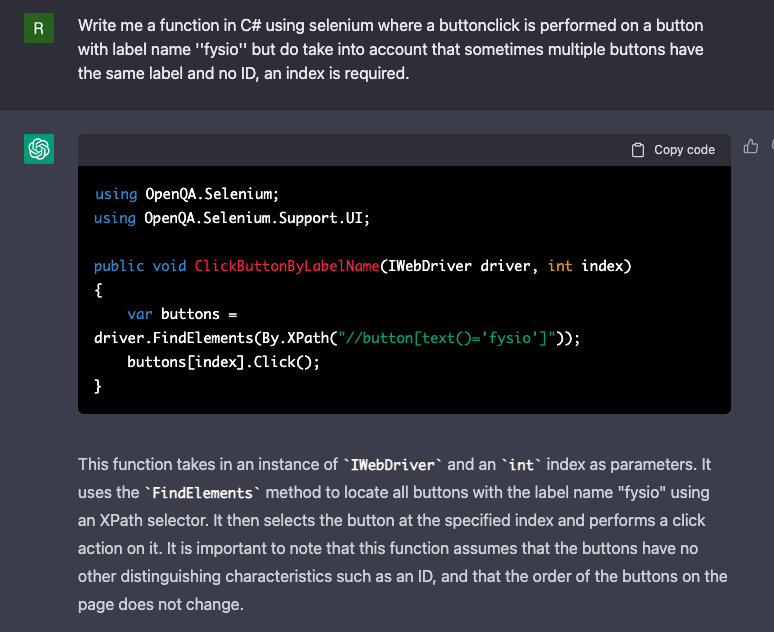 R
Write me a function in C# using selenium where a buttonclick is performed on a button
with label name ''fysio'' but do take into account that sometimes multiple buttons have
the same label and no ID, an index is required.
Copy code
using OpenQA.Selenium;
using OpenQA.Selenium.Support.UI;
public void ClickButtonByLabelName(IWebDriver driver, int index)
{
var buttons =
driver.FindElements(By.XPath("//button[text()='fysio']"));
buttons[index].Click();
}
This function takes in an instance of `IWebDriver` and an `int` index as parameters. It
uses the `FindElements` method to locate all buttons with the label name "fysio" using
an XPath selector. It then selects the button at the specified index and performs a click
action on it. It is important to note that this function assumes that the buttons have no
other distinguishing characteristics such as an ID, and that the order of the buttons on the
page does not change.